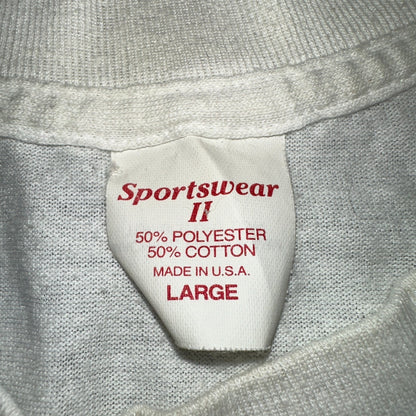 Sportswear
II
50% POLYESTER
50% COTTON
MADE IN U.S.A.
LARGE